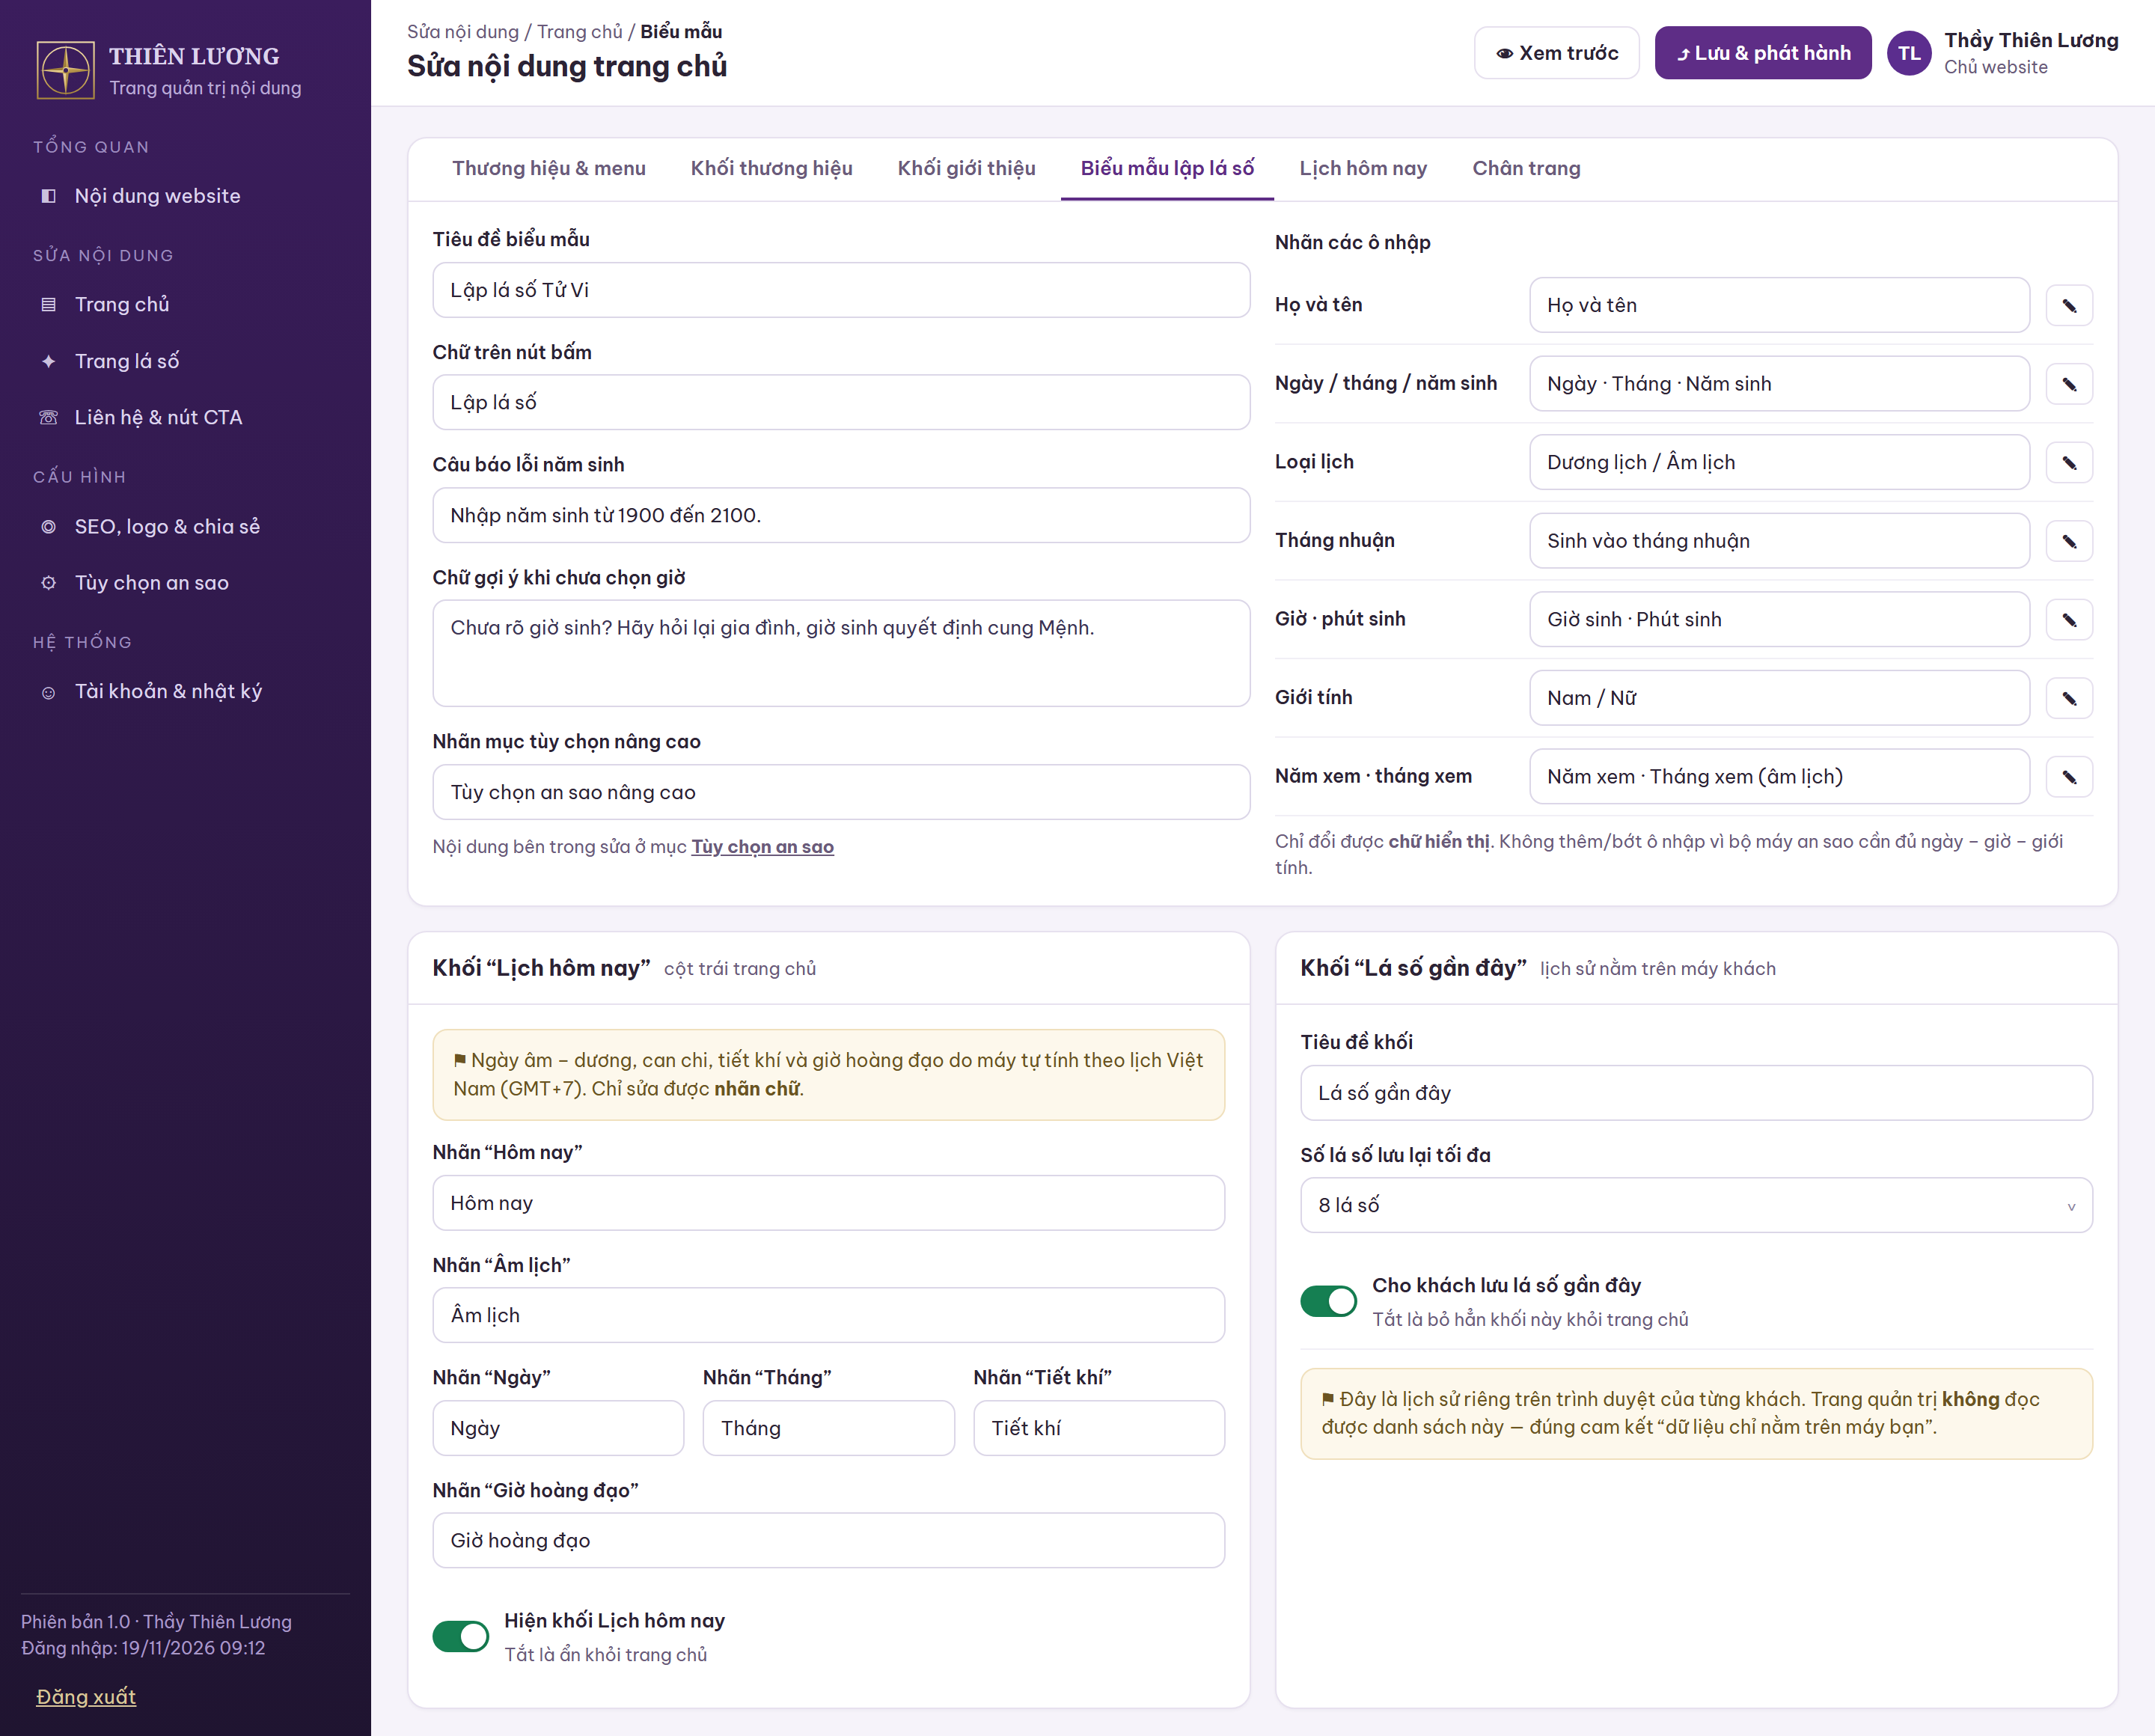 THIÊN LƯƠNG
Trang quản trị nội dung
TỔNG QUAN
Nội dung website
SỬA NỘI DUNG
Trang chủ
Trang lá số
Liên hệ & nút CTA
CẤU HÌNH
SEO, logo & chia sẻ
Tùy chọn an sao
HỆ THỐNG
Tài khoản & nhật ký
Phiên bản 1.0 · Thầy Thiên Lương
Đăng nhập: 19/11/2026 09:12
Đăng xuất
Sửa nội dung / Trang chủ / Biểu mẫu
Sửa nội dung trang chủ
Xem trước
Lưu & phát hành
TL
Thầy Thiên Lương
Chủ website
Thương hiệu & menu
Khối thương hiệu
Khối giới thiệu
Biểu mẫu lập lá số
Lịch hôm nay
Chân trang
Tiêu đề biểu mẫu
Lập lá số Tử Vi
Chữ trên nút bấm
Lập lá số
Câu báo lỗi năm sinh
Nhập năm sinh từ 1900 đến 2100.
Chữ gợi ý khi chưa chọn giờ
Chưa rõ giờ sinh? Hãy hỏi lại gia đình, giờ sinh quyết định cung Mệnh.
Nhãn mục tùy chọn nâng cao
Tùy chọn an sao nâng cao
Nội dung bên trong sửa ở mục Tùy chọn an sao
Nhãn các ô nhập
Họ và tên
Họ và tên
Ngày / tháng / năm sinh
Ngày · Tháng · Năm sinh
Loại lịch
Dương lịch / Âm lịch
Tháng nhuận
Sinh vào tháng nhuận
Giờ · phút sinh
Giờ sinh · Phút sinh
Giới tính
Nam / Nữ
Năm xem · tháng xem
Năm xem · Tháng xem (âm lịch)
Chỉ đổi được chữ hiển thị. Không thêm/bớt ô nhập vì bộ máy an sao cần đủ ngày – giờ – giới
tính.
Khối “Lịch hôm nay” cột trái trang chủ
Ngày âm – dương, can chi, tiết khí và giờ hoàng đạo do máy tự tính theo lịch Việt
Nam (GMT+7). Chỉ sửa được nhãn chữ.
Nhãn “Hôm nay”
Hôm nay
Nhãn “Âm lịch”
Âm lịch
Nhãn “Ngày”
Nhãn “Tháng”
Nhãn “Tiết khí”
Ngày
Tháng
Tiết khí
Nhãn “Giờ hoàng đạo”
Giờ hoàng đạo
Hiện khối Lịch hôm nay
Tắt là ẩn khỏi trang chủ
Khối “Lá số gần đây” lịch sử nằm trên máy khách
Tiêu đề khối
Lá số gần đây
Số lá số lưu lại tối đa
8 lá số
Cho khách lưu lá số gần đây
Tắt là bỏ hẳn khối này khỏi trang chủ
Đây là lịch sử riêng trên trình duyệt của từng khách. Trang quản trị không đọc
được danh sách này — đúng cam kết “dữ liệu chỉ nằm trên máy bạn”.